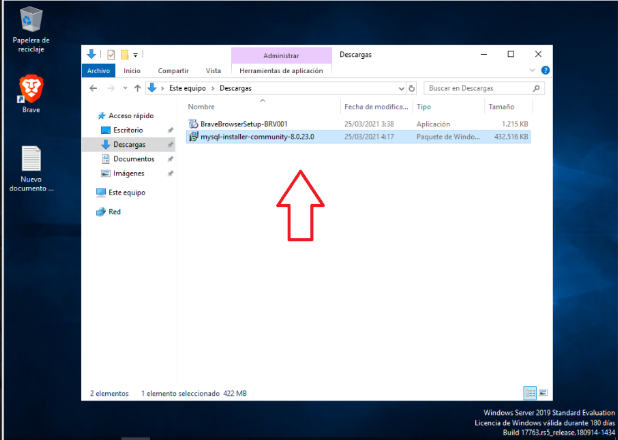 Papelera de
reciclaje
Brave
Nuevo
documento ...
Administrar
Descargas
Archivo Inicio Compartir Vista Herramientas de aplicación
Este equipo > Descargas
Buscar en Descargas
Nombre Fecha de modifica... Tipo Tamaño
BraveBrowserSetup-BRV001 25/03/2021 3:38 Aplicación 1.215 KB
mysql-installer-community-8.0.23.0 25/03/2021 4:17 Paquete de Windo... 432.516 KB
Acceso rápido
Escritorio
Descargas
Documentos
Imágenes
Este equipo
Red
2 elementos 1 elemento seleccionado 422 MB
Windows Server 2019 Standard Evaluation
Licencia de Windows válida durante 180 días
Build 17763.rs5_release.180914-1434